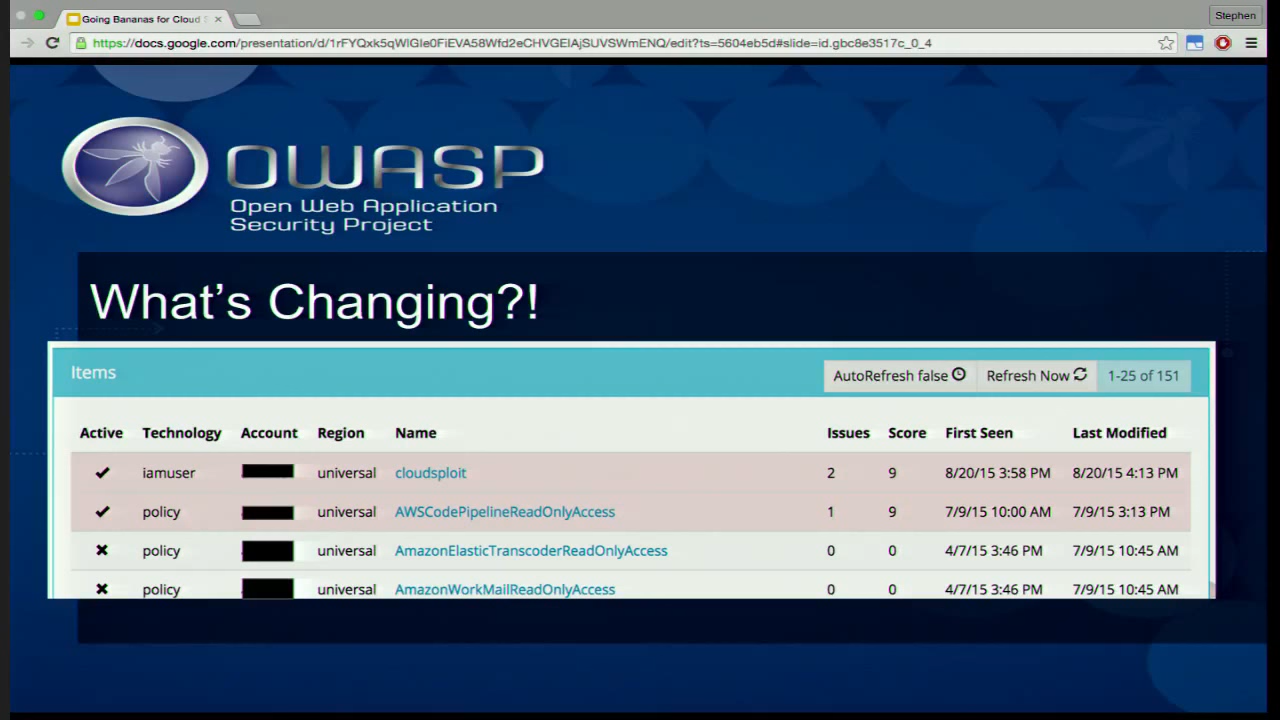 Going Bananas for Cloud
Stephen
https://docs.google.com/presentation/d/1rFYQxk5qWIGIe0FiEVA58Wfd2eCHVGEIAjSUVSWmENQ/edit?ts=5604eb5d#slide=id.gbc8e3517c_0_4
OWASP
Open Web Application
Security Project
What's Changing?!
Items AutoRefresh false Refresh Now 1-25 of 151
Active Technology Account Region Name Issues Score First Seen Last Modified
iamuser universal cloudsploit 2 9 8/20/15 3:58 PM 8/20/15 4:13 PM
policy universal AWSCodePipelineReadOnlyAccess 1 9 7/9/15 10:00 AM 7/9/15 3:13 PM
policy universal AmazonElasticTranscoderReadOnlyAccess 0 0 4/7/15 3:46 PM 7/9/15 10:45 AM
policy universal AmazonWorkMailReadOnlyAccess 0 0 4/7/15 3:46 PM 7/9/15 10:45 AM